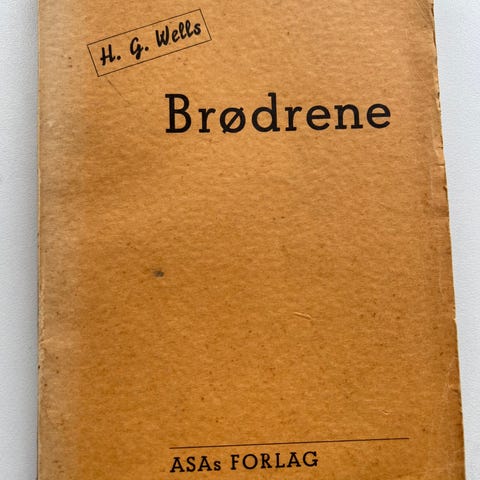 H. G. Wells
Brødrene
ASAs FORLAG